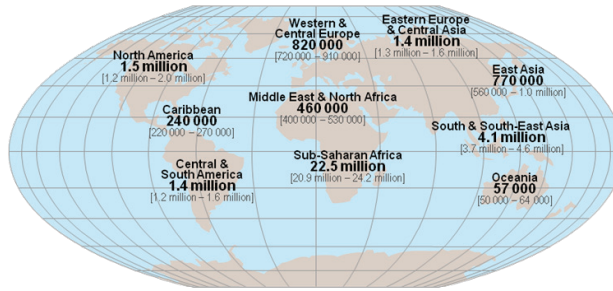 Western &
Central Europe
820 000
[720 000 – 910 000]
Eastern Europe
& Central Asia
1.4 million
[1.3 million – 1.6 million]
North America
1.5 million
[1.2 million – 2.0 million]
East Asia
770 000
[560 000 – 1.0 million]
Middle East & North Africa
460 000
[400 000 – 530 000]
Caribbean
240 000
[220 000 – 270 000]
South & South-East Asia
4.1 million
[3.7 million – 4.6 million]
Central &
South America
1.4 million
[1.2 million – 1.6 million]
Sub-Saharan Africa
22.5 million
[20.9 million – 24.2 million]
Oceania
57 000
[50 000 – 64 000]